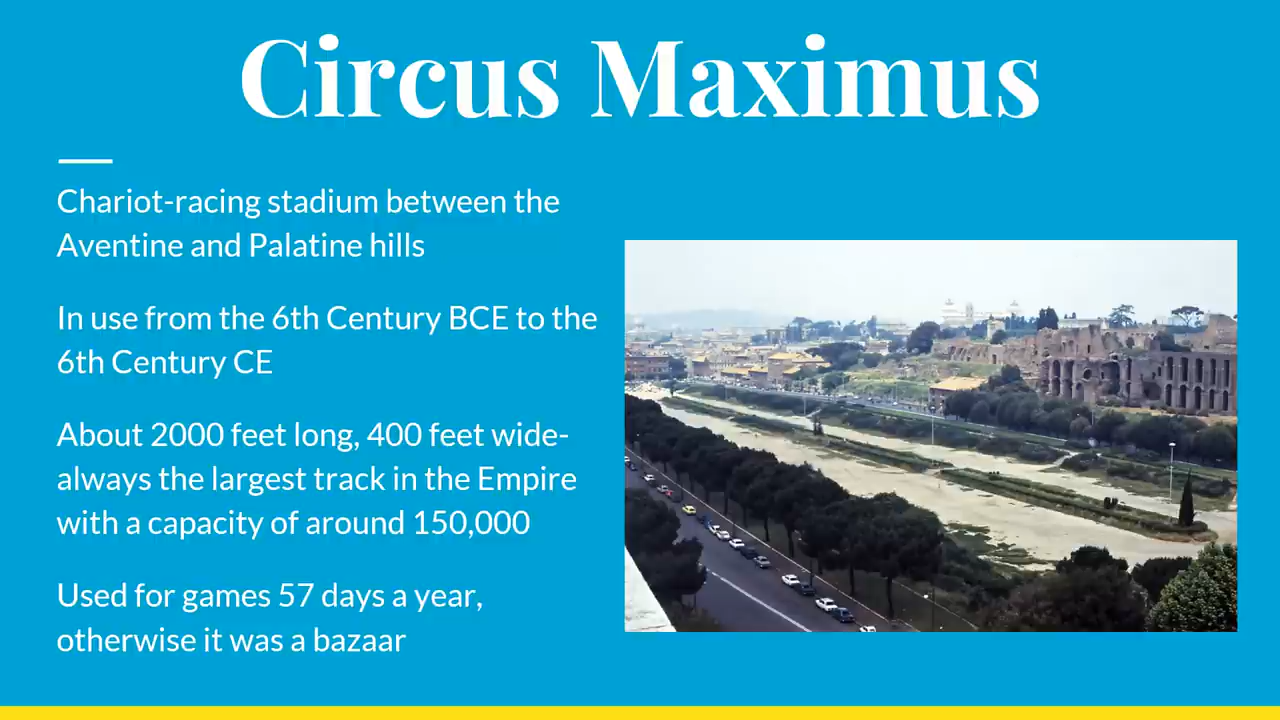 Circus Maximus
Chariot-racing stadium between the
Aventine and Palatine hills
In use from the 6th Century BCE to the
6th Century CE
About 2000 feet long, 400 feet wide-
always the largest track in the Empire
with a capacity of around 150,000
Used for games 57 days a year,
otherwise it was a bazaar